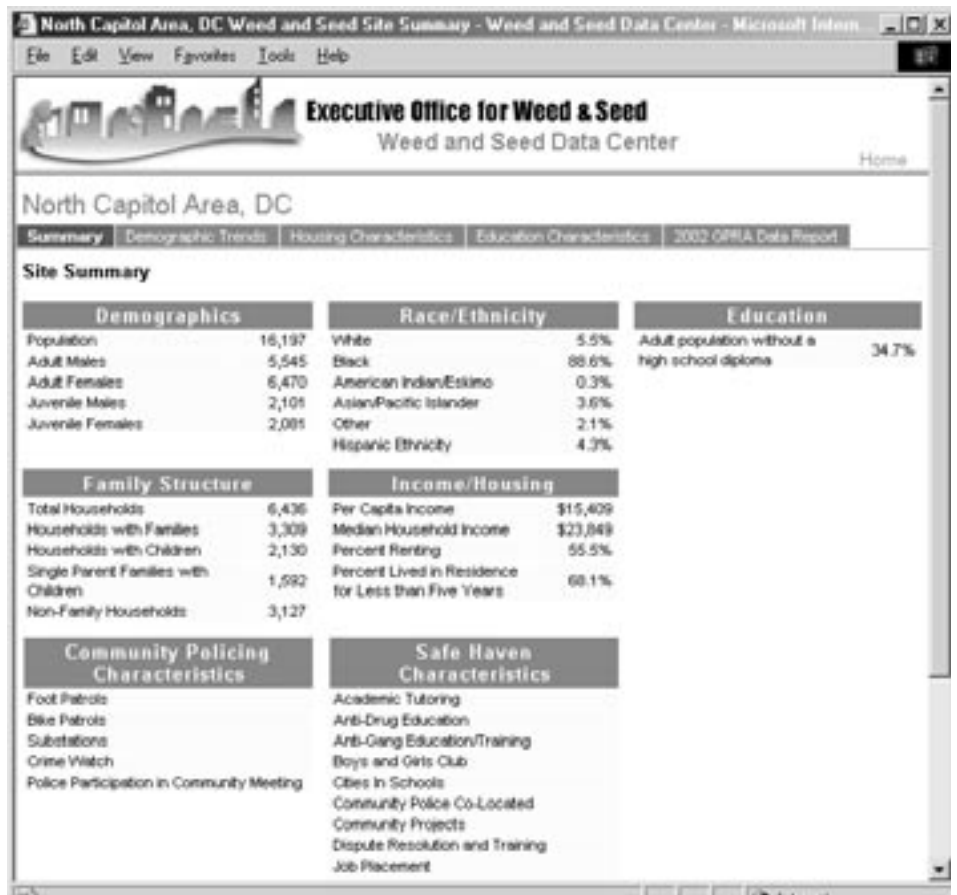 North Capitol Area, DC Weed and Seed Site Summary - Weed and Seed Data Center - Microsoft Intern...
File Edit View Favorites Tools Help
Executive Office for Weed & Seed
Weed and Seed Data Center
Home
North Capitol Area, DC
Summary Demographic Trends Housing Characteristics Education Characteristics 2002 GPRA Data Report
Site Summary
Demographics
Population 16,197
Adult Males 5,545
Adult Females 6,470
Juvenile Males 2,101
Juvenile Females 2,081
Race/Ethnicity
White 5.5%
Black 88.6%
American Indian/Eskimo 0.3%
Asian/Pacific Islander 3.6%
Other 2.1%
Hispanic Ethnicity 4.3%
Education
Adult population without a
high school diploma 34.7%
Family Structure
Total Households 6,436
Households with Families 3,309
Households with Children 2,130
Single Parent Families with
Children 1,592
Non-Family Households 3,127
Income/Housing
Per Capita Income $15,409
Median Household Income $23,849
Percent Renting 55.5%
Percent Lived in Residence
for Less than Five Years 68.1%
Community Policing
Characteristics
Foot Patrols
Bike Patrols
Substations
Crime Watch
Police Participation in Community Meeting
Safe Haven
Characteristics
Academic Tutoring
Anti-Drug Education
Anti-Gang Education/Training
Boys and Girls Club
Cities In Schools
Community Police Co-Located
Community Projects
Dispute Resolution and Training
Job Placement